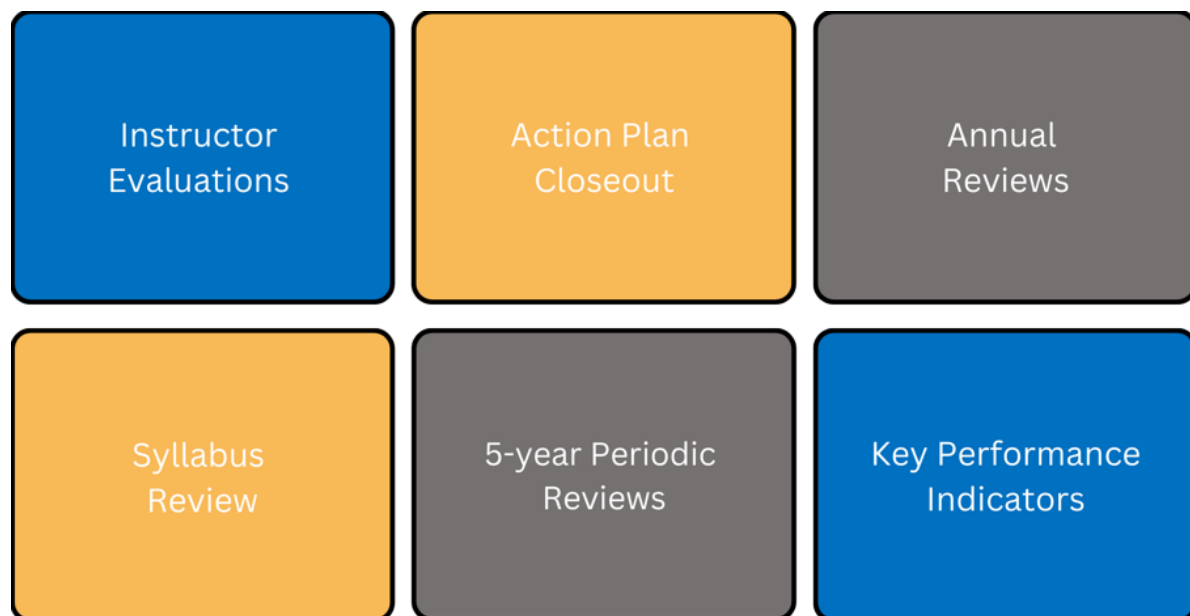 Instructor
Evaluations
Action Plan
Closeout
Annual
Reviews
Syllabus
Review
5-year Periodic
Reviews
Key Performance
Indicators